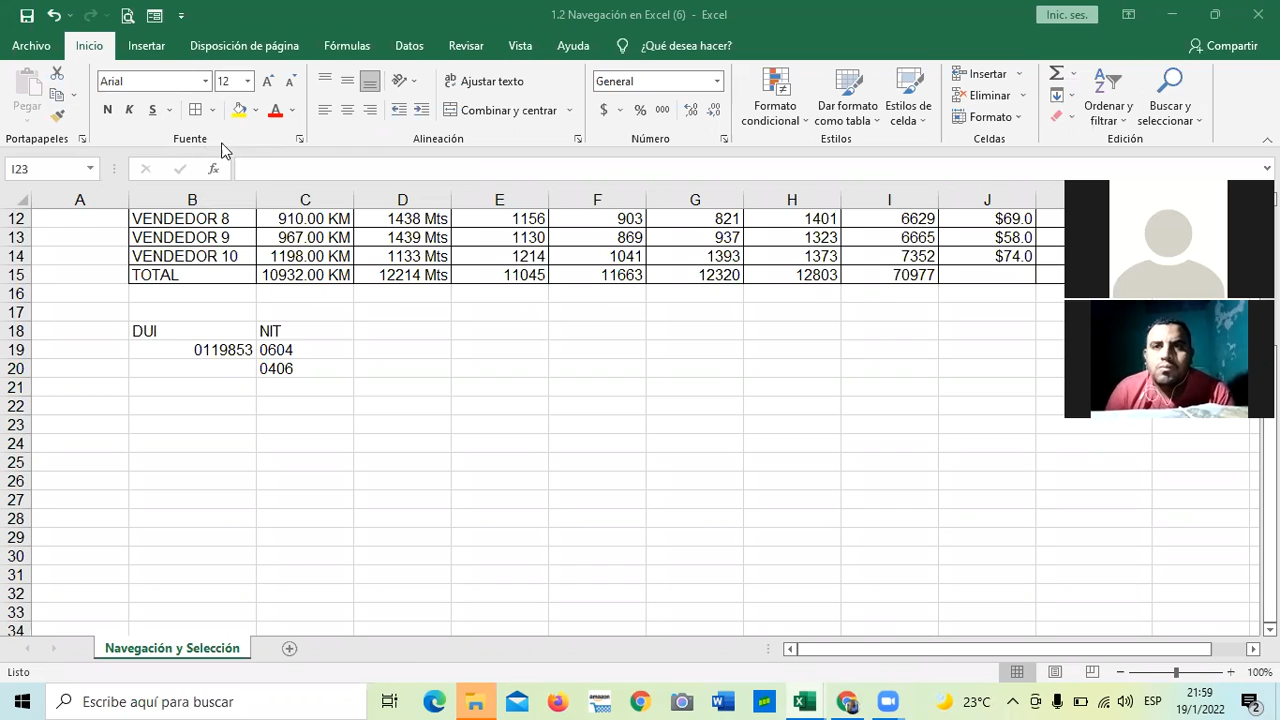 1.2 Navegación en Excel (6) - Excel
Inic. ses.
Archivo Inicio Insertar Disposición de página Fórmulas Datos Revisar Vista Ayuda ¿Qué desea hacer? Compartir
Pegar
Arial 12
Ajustar texto
General
Formato condicional
Dar formato como tabla
Estilos de celda
Insertar
Eliminar
Formato
Ordenar y filtrar
Buscar y seleccionar
N K S
Combinar y centrar
$ % 000
Portapapeles Fuente Alineación Número Estilos Celdas Edición
I23 fx
A B C D E F G H I J
12 VENDEDOR 8 910.00 KM 1438 Mts 1156 903 821 1401 6629 $69.0
13 VENDEDOR 9 967.00 KM 1439 Mts 1130 869 937 1323 6665 $58.0
14 VENDEDOR 10 1198.00 KM 1133 Mts 1214 1041 1393 1373 7352 $74.0
15 TOTAL 10932.00 KM 12214 Mts 11045 11663 12320 12803 70977
16
17
18 DUI NIT
19 0119853 0604
20 0406
21
22
23
24
25
26
27
28
29
30
31
32
33
34
Navegación y Selección
Listo 100%
Escribe aquí para buscar 23°C ESP 21:59
19/1/2022 2